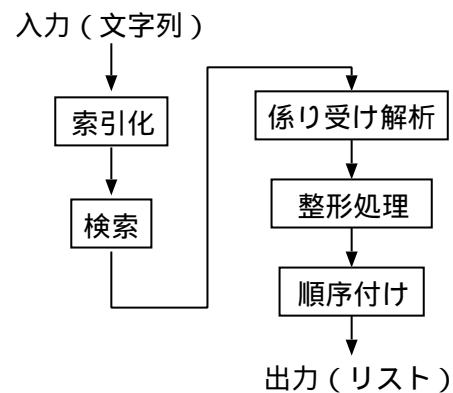 入力（文字列）
索引化
検索
係り受け解析
整形処理
順序付け
出力（リスト）